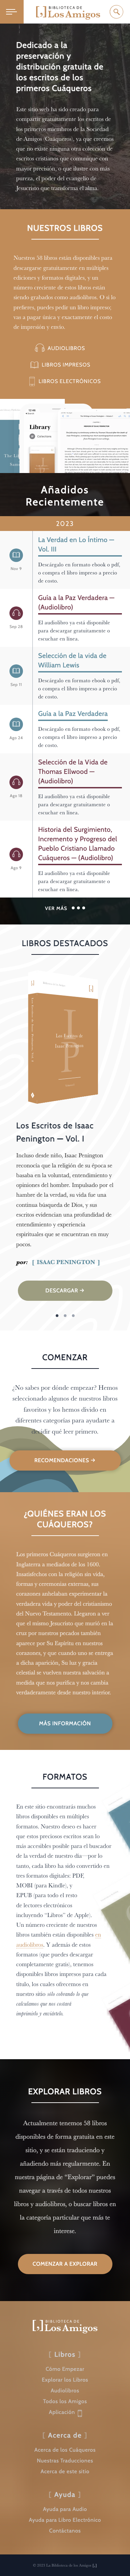 BIBLIOTECA DE
Los Amigos
Dedicado a la
preservación y
distribución gratuita de
los escritos de los
primeros Cuáqueros
Este sitio web ha sido creado para
compartir gratuitamente los escritos de
los primeros miembros de la Sociedad
de Amigos (Cuáqueros), ya que creemos
que no existe ninguna otra colección de
escritos cristianos que comunique con
mayor precisión, o que ilustre con más
pureza, el poder del evangelio de
Jesucristo que transforma el alma.
NUESTROS LIBROS
Nuestros 58 libros están disponibles para
descargarse gratuitamente en múltiples
ediciones y formatos digitales, y un
número creciente de estos libros están
siendo grabados como audiolibros. O si lo
prefieres, puedes pedir un libro impreso,
vas a pagar única y exactamente el costo
de impresión y envío.
AUDIOLIBROS
LIBROS IMPRESOS
LIBROS ELECTRÓNICOS
Library
Añadidos
Recientemente
2023
La Verdad en Lo Íntimo —
Vol. III
Nov 9
Descárgalo en formato ebook o pdf,
o compra el libro impreso a precio
de costo.
Guía a la Paz Verdadera —
(Audiolibro)
Sep 28
El audiolibro ya está disponible
para descargar gratuitamente o
escuchar en línea.
Selección de la vida de
William Lewis
Sep 11
Descárgalo en formato ebook o pdf,
o compra el libro impreso a precio
de costo.
Guía a la Paz Verdadera
Ago 24
Descárgalo en formato ebook o pdf,
o compra el libro impreso a precio
de costo.
Selección de la Vida de
Thomas Ellwood —
(Audiolibro)
Ago 18
El audiolibro ya está disponible
para descargar gratuitamente o
escuchar en línea.
Historia del Surgimiento,
Incremento y Progreso del
Pueblo Cristiano Llamado
Cuáqueros — (Audiolibro)
Ago 9
El audiolibro ya está disponible
para descargar gratuitamente o
escuchar en línea.
VER MÁS
LIBROS DESTACADOS
Los Escritos de
Isaac Penington
Los Escritos de Isaac
Penington — Vol. I
Incluso desde niño, Isaac Penington
reconocía que la religión de su época se
basaba en la voluntad, la sabiduría y el
tiempo del hombre. Impulsado por el
hambre de la verdad, su vida fue una
continua búsqueda de Dios, y sus
escritos revelan una profundidad de
entendimiento y experiencia
espirituales que se encuentran en muy
pocos.
por: [ ISAAC PENINGTON ]
DESCARGAR →
COMENZAR
¿No sabes por dónde empezar? Hemos
seleccionado algunos de nuestros libros
favoritos y los hemos divido en
diferentes categorías para ayudarte a
decidir qué leer primero.
RECOMENDACIONES →
¿QUIÉNES ERAN LOS
CUÁQUEROS?
Los primeros Cuáqueros surgieron en
Inglaterra a mediados de los 1600.
Insatisfechos con la religión sin vida,
formas y ceremonias externas, sus
corazones anhelaban experimentar la
verdadera vida y poder del cristianismo
del Nuevo Testamento. Llegaron a ver
que el mismo Jesucristo que murió en la
cruz también aparecía por Su Espíritu en
sus corazones, y que cuando uno se
entrega a dicha aparición, Su luz y gracia
celestial se vuelven nuestra salvación a
medida que nos purifica y nos cambia
verdaderamente desde nuestro interior.
MÁS INFORMACIÓN
FORMATOS
En este sitio encontrarás muchos
libros disponibles en múltiples
formatos. Nuestro deseo es hacer
que estos preciosos escritos sean lo
más accesibles posible para el buscador
de la verdad de nuestro día—por lo
tanto, cada libro ha sido convertido en
tres formatos digitales: PDF,
MOBI (para Kindle), y
EPUB (para todo el resto
de lectores electrónicos
incluyendo "Libros" de Apple).
Un número creciente de nuestros
libros también están disponibles en
audiolibros. Y además de estos
formatos (que puedes descargar
completamente gratis), tenemos
disponibles libros impresos para cada
título, los cuales ofrecemos en
nuestros sitios sólo cobrando lo que
calculamos que nos costará
imprimirlo y enviártelo.
EXPLORAR LIBROS
Actualmente tenemos 58 libros
disponibles de forma gratuita en este
sitio, y se están traduciendo y
añadiendo más regularmente. En
nuestra página de “Explorar” puedes
navegar a través de todos nuestros
libros y audiolibros, o buscar libros en
la categoría particular que más te
interese.
COMENZAR A EXPLORAR
BIBLIOTECA DE
Los Amigos
[ Libros ]
Cómo Empezar
Explorar los Libros
Audiolibros
Todos los Amigos
Aplicación
[ Acerca de ]
Acerca de los Cuáqueros
Nuestras Traducciones
Acerca de este sitio
[ Ayuda ]
Ayuda para Audio
Ayuda para Libro Electrónico
Contáctanos
© 2023 La Biblioteca de los Amigos